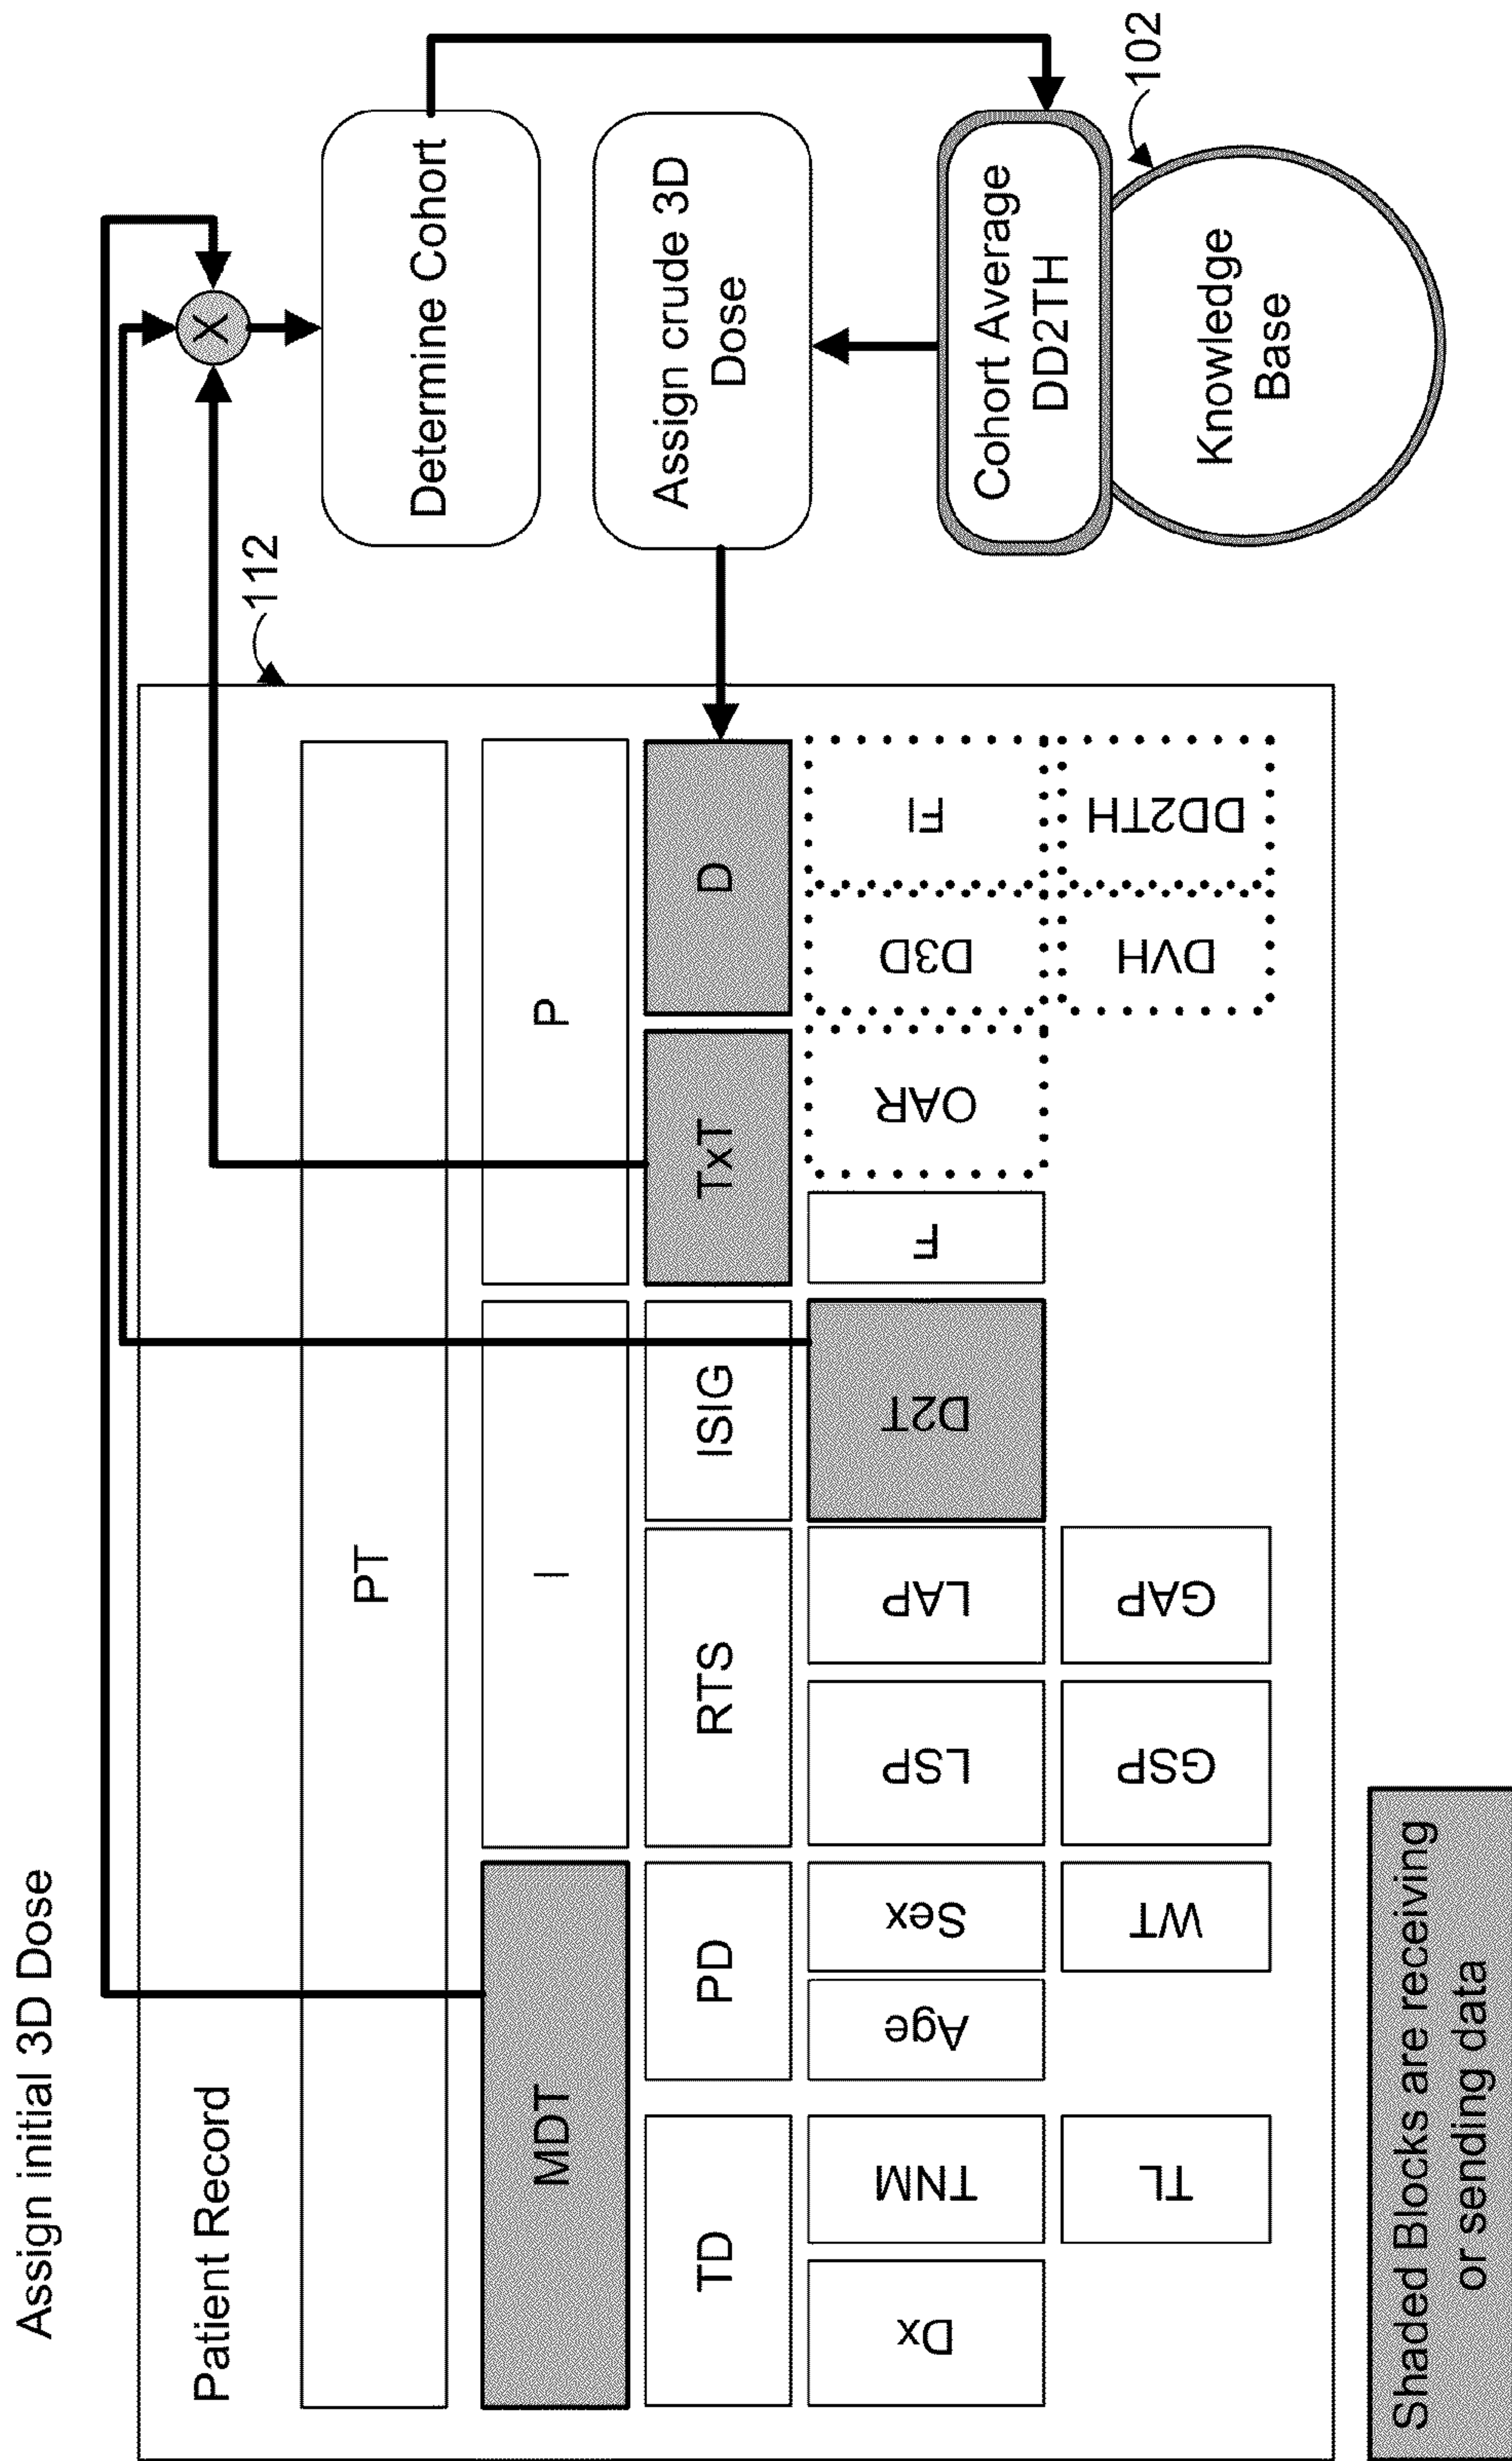 Assign initial 3D Dose
Patient Record
112
PT
MDT
I
P
TD
PD
RTS
ISIG
TxT
D
Dx
TNM
Age
Sex
LSP
LAP
D2T
F
OAR
D3D
FI
TL
WT
GSP
GAP
DVH
DD2TH
X
Determine Cohort
Assign crude 3D
Dose
Cohort Average
DD2TH
102
Knowledge
Base
Shaded Blocks are receiving
or sending data